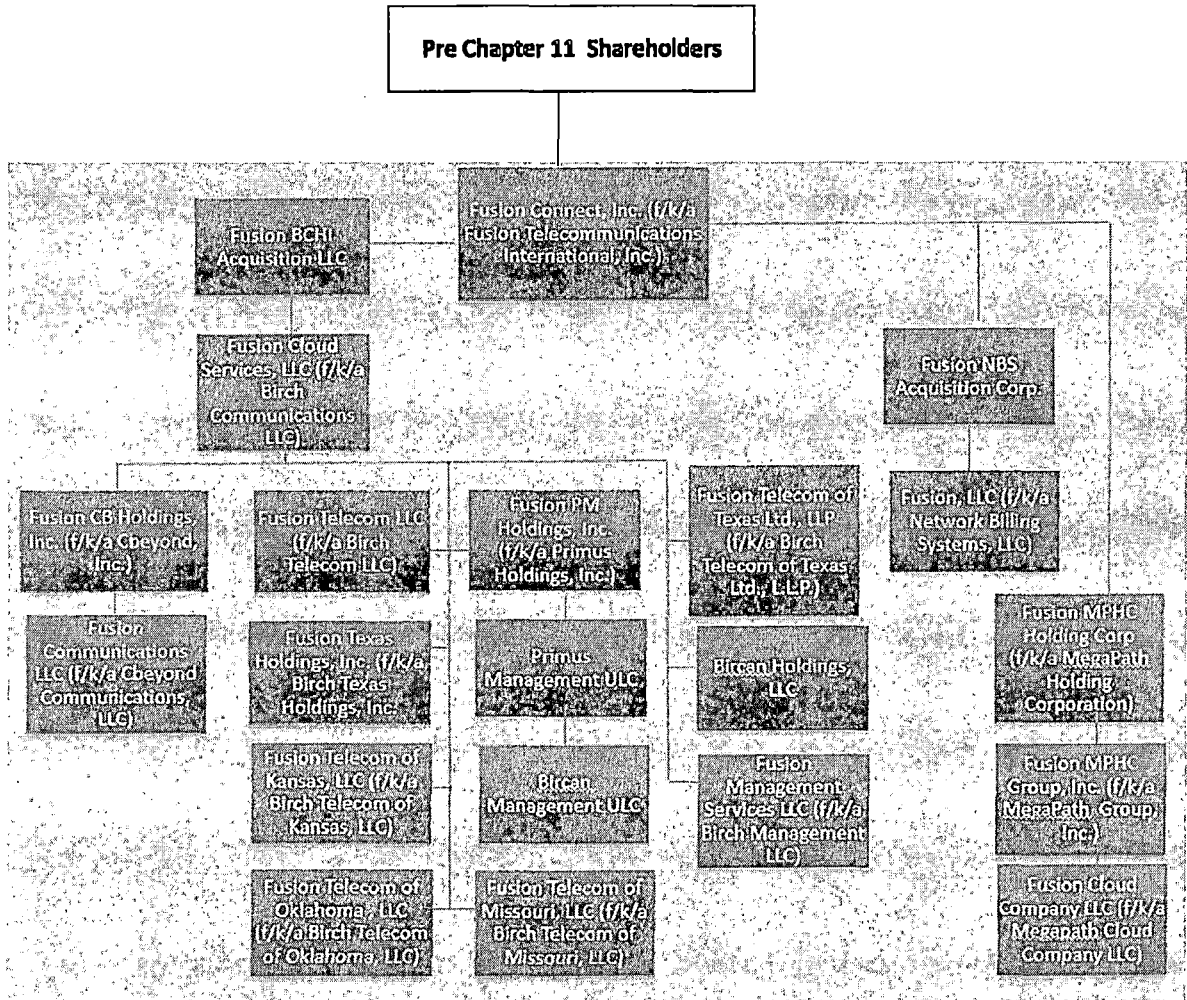 Pre Chapter 11 Shareholders
Fusion Connect, Inc. (f/k/a
Fusion Telecommunications
International, Inc.)
Fusion BCHI
Acquisition LLC
Fusion Cloud
Services, LLC (f/k/a
Birch
Communications
LLC)
Fusion NBS
Acquisition Corp.
Fusion, LLC (f/k/a
Network Billing
Systems, LLC)
Fusion CB Holdings,
Inc. (f/k/a Cbeyond,
Inc.)
Fusion Telecom LLC
(f/k/a Birch
Telecom LLC)
Fusion PM
Holdings, Inc.
(f/k/a Primus
Holdings, Inc.)
Fusion Telecom of
Texas Ltd., LLP
(f/k/a Birch
Telecom of Texas
Ltd., L.L.P)
Fusion
Communications
LLC (f/k/a Cbeyond
Communications,
LLC)
Fusion Texas
Holdings, Inc. (f/k/a
Birch Texas
Holdings, Inc.
Primus
Management ULC
Bircan Holdings,
LLC
Fusion MPHC
Holding Corp
(f/k/a MegaPath
Holding
Corporation)
Fusion Telecom
of Kansas, LLC (f/k/a
Birch Telecom of
Kansas, LLC)
Bircan
Management ULC
Fusion
Management
Services LLC (f/k/a
Birch Management
LLC)
Fusion MPHC
Group, Inc. (f/k/a
MegaPath, Group
Inc.)
Fusion Telecom of
Oklahoma, LLC
(f/k/a Birch Telecom
of Oklahoma, LLC)
Fusion Telecom of
Missouri, LLC (f/k/a
Birch Telecom of
Missouri, LLC)
Fusion Cloud
Company LLC (f/k/a
Megapath Cloud
Company LLC)